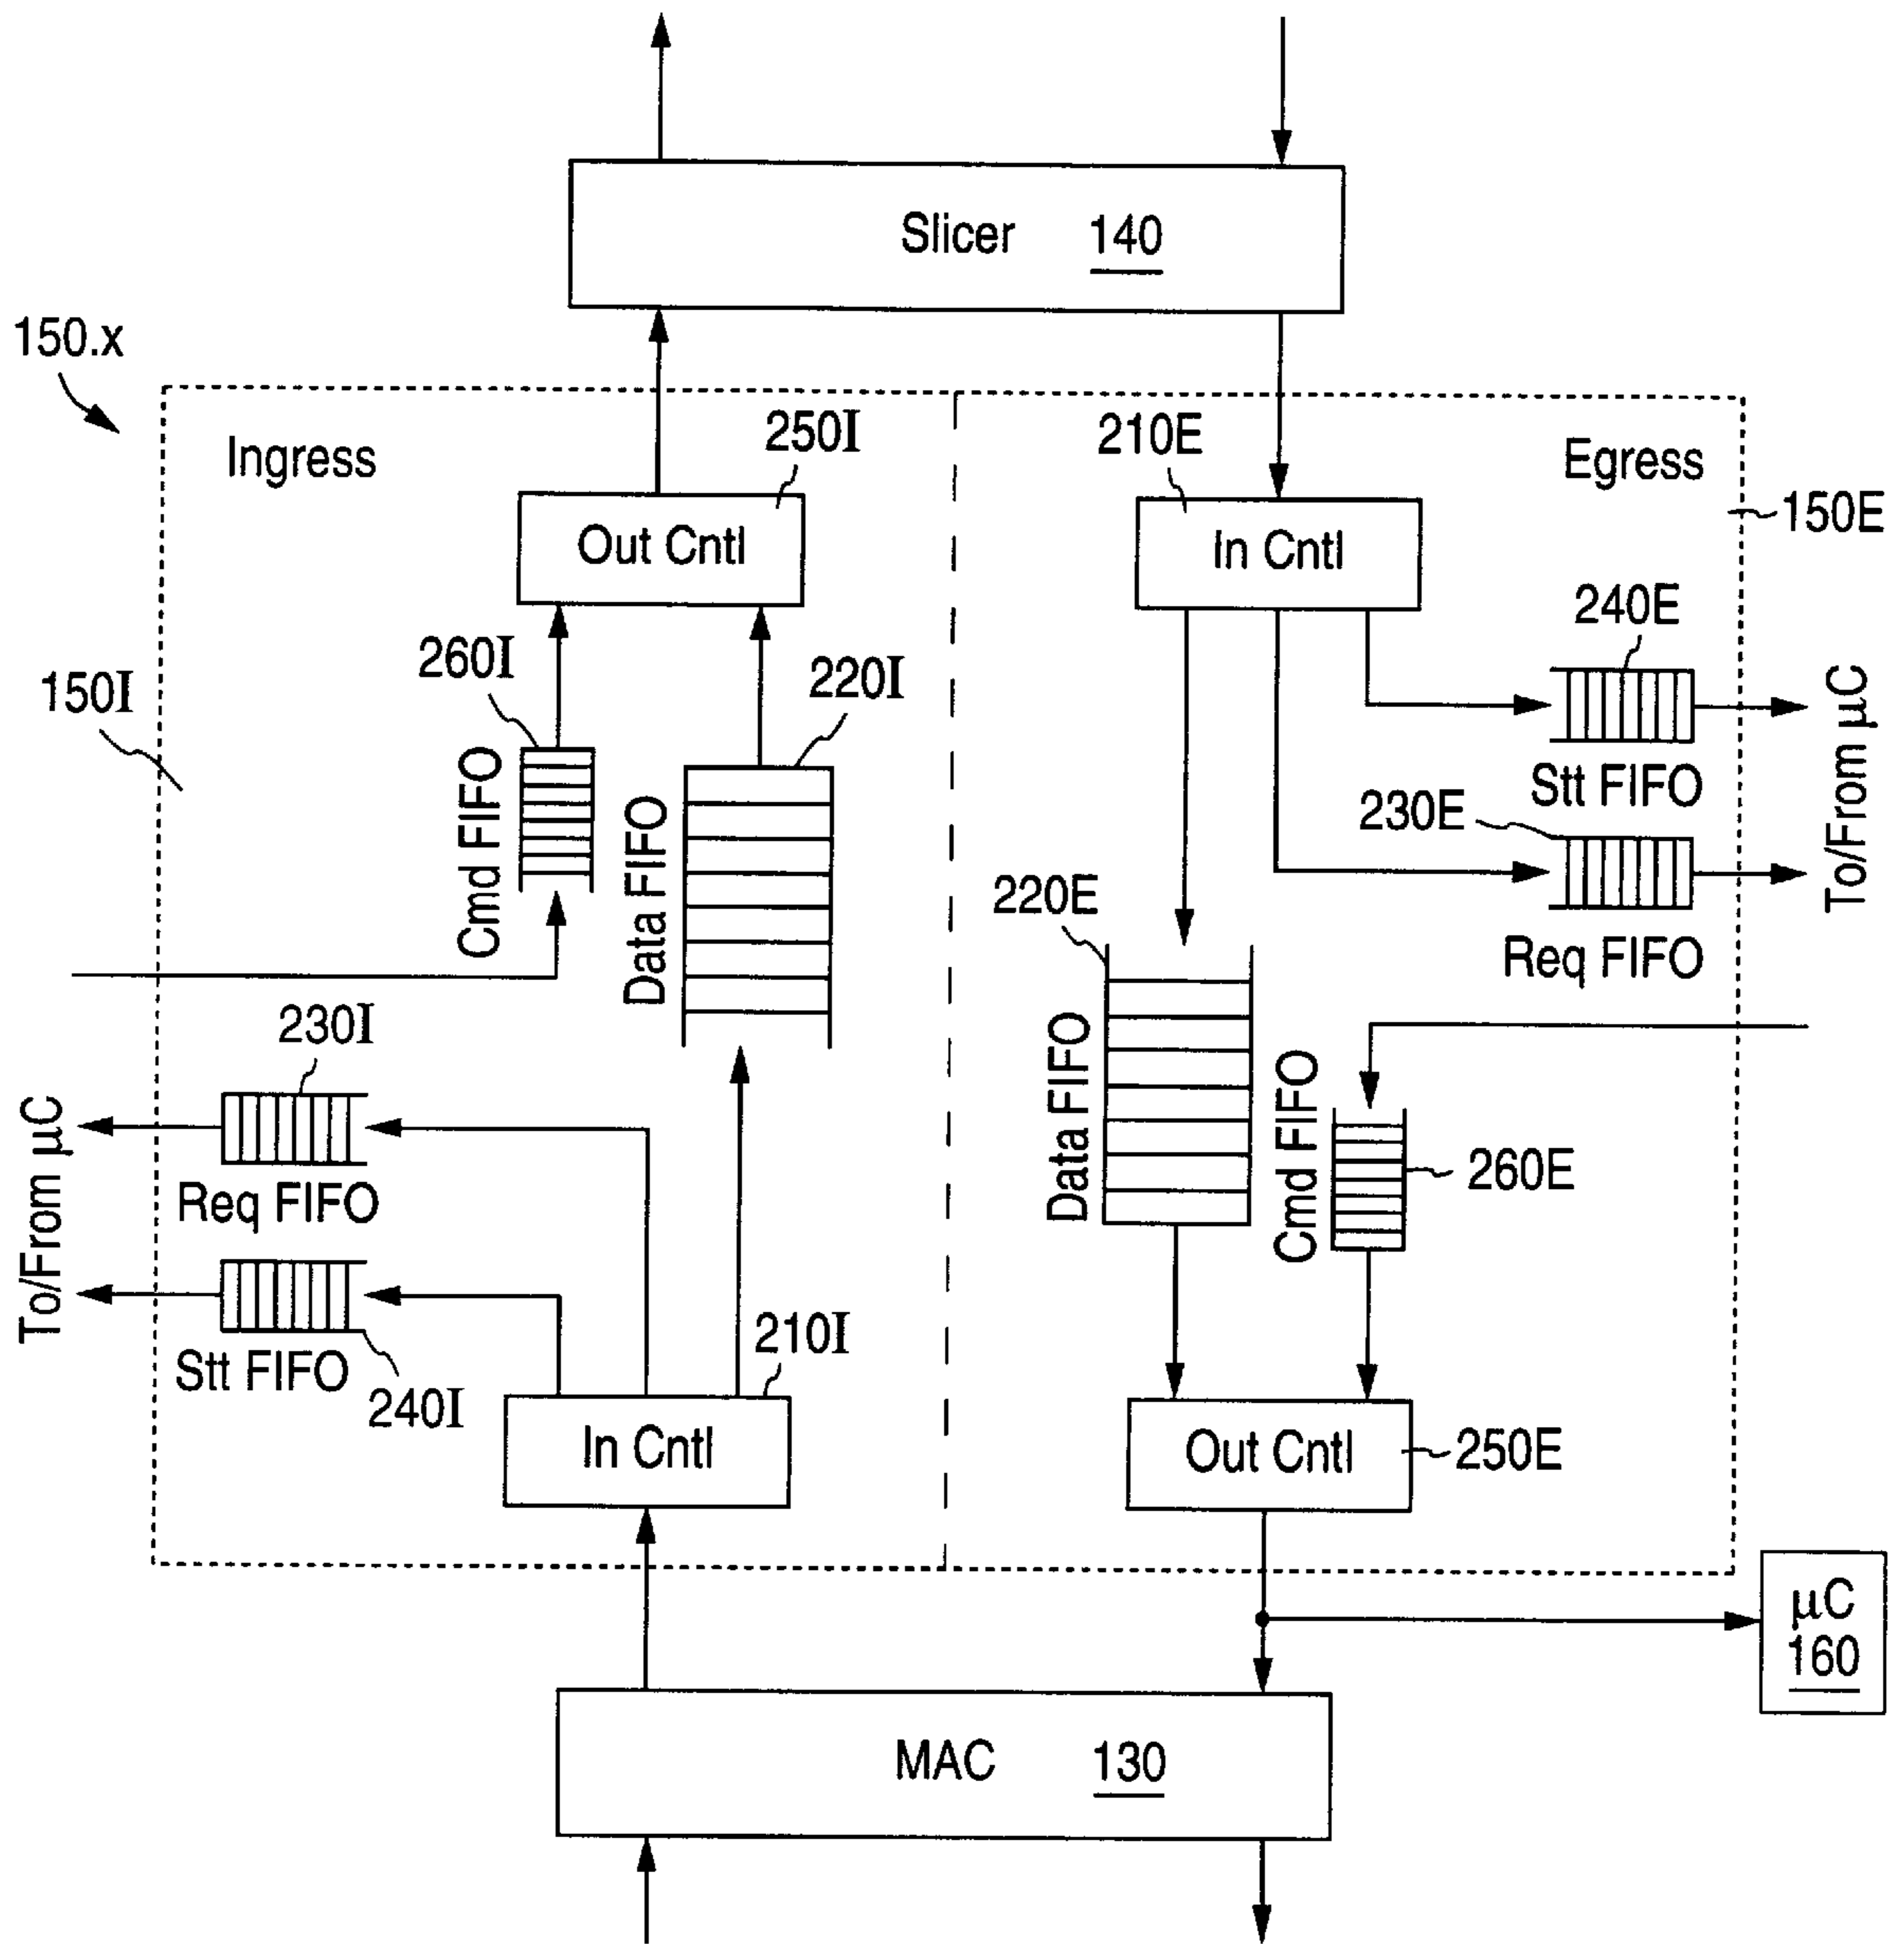 Slicer 140
150.x
Ingress
250I
210E
Egress
150E
Out Cntl
In Cntl
240E
260I
220I
150I
Cmd FIFO
Data FIFO
Stt FIFO
230E
To/From µC
220E
Req FIFO
230I
Data FIFO
Cmd FIFO
260E
To/From µC
Req FIFO
210I
Stt FIFO
240I
In Cntl
Out Cntl
250E
µC
160
MAC 130